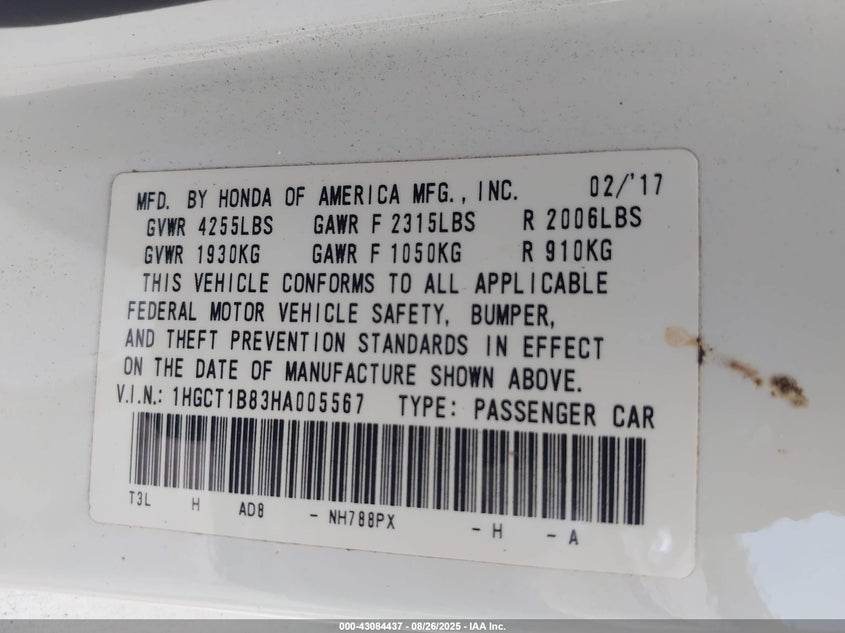 MFD. BY HONDA OF AMERICA MFG., INC. 02/'17
GVWR 4255LBS GAWR F 2315LBS R 2006LBS
GVWR 1930KG GAWR F 1050KG R 910KG
THIS VEHICLE CONFORMS TO ALL APPLICABLE
FEDERAL MOTOR VEHICLE SAFETY, BUMPER,
AND THEFT PREVENTION STANDARDS IN EFFECT
ON THE DATE OF MANUFACTURE SHOWN ABOVE.
V.I.N.: 1HGCT1B83HA005567 TYPE: PASSENGER CAR
T3L H AD8 - NH788PX - H - A
000-43084437 - 08/26/2025 - IAA Inc.